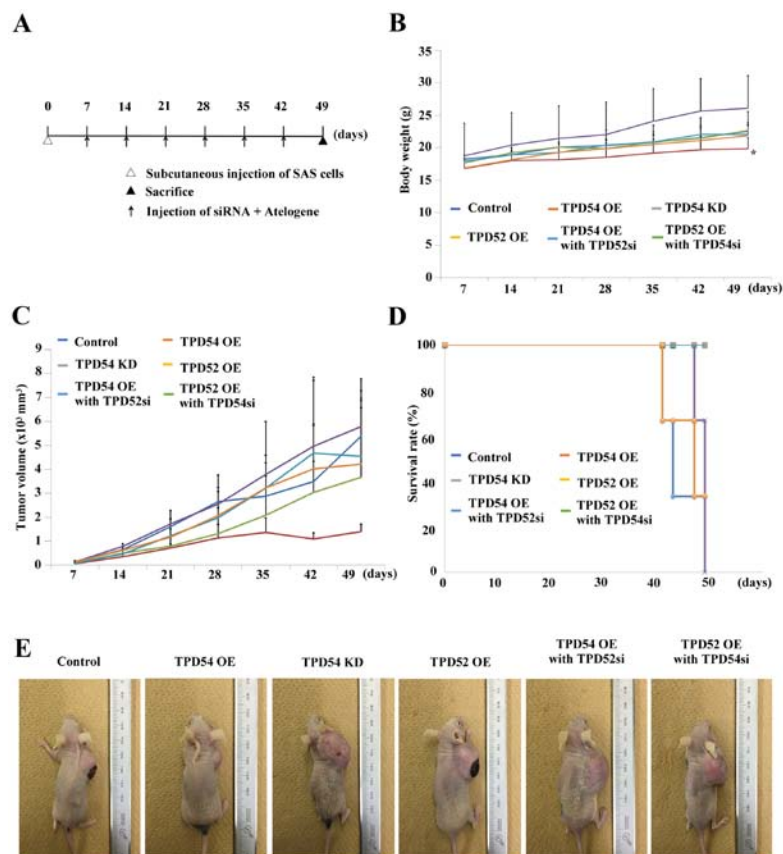 A
0 7 14 21 28 35 42 49
(days)
△ Subcutaneous injection of SAS cells
▲ Sacrifice
↑ Injection of siRNA + Atelogene
B
Body weight (g)
35
30
25
20
15
10
5
0
*
Control
TPD54 OE
TPD54 KD
TPD52 OE
TPD54 OE
with TPD52si
TPD52 OE
with TPD54si
7 14 21 28 35 42 49 (days)
C
Tumor volume (x10³ mm³)
9
8
7
6
5
4
3
2
1
0
Control
TPD54 OE
TPD54 KD
TPD52 OE
TPD54 OE
with TPD52si
TPD52 OE
with TPD54si
7 14 21 28 35 42 49 (days)
D
Survival rate (%)
100
80
60
40
20
0
Control
TPD54 OE
TPD54 KD
TPD52 OE
TPD54 OE
with TPD52si
TPD52 OE
with TPD54si
0 10 20 30 40 50 (days)
E
Control
TPD54 OE
TPD54 KD
TPD52 OE
TPD54 OE
with TPD52si
TPD52 OE
with TPD54si